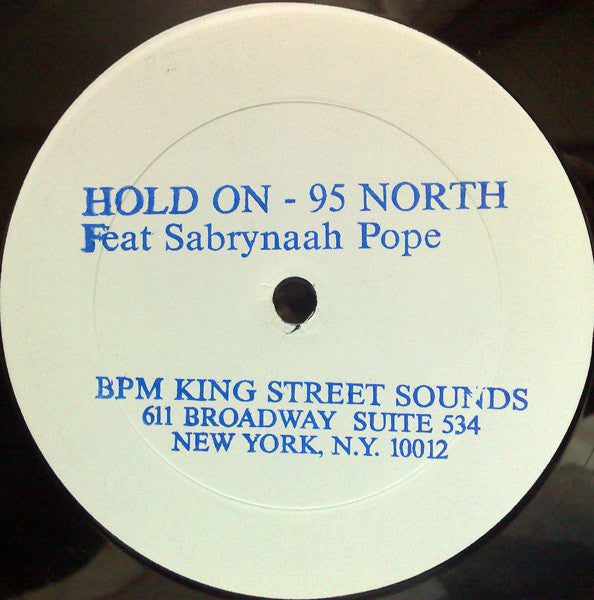 HOLD ON - 95 NORTH
Feat Sabrynaah Pope
BPM KING STREET SOUNDS
611 BROADWAY SUITE 534
NEW YORK, N.Y. 10012